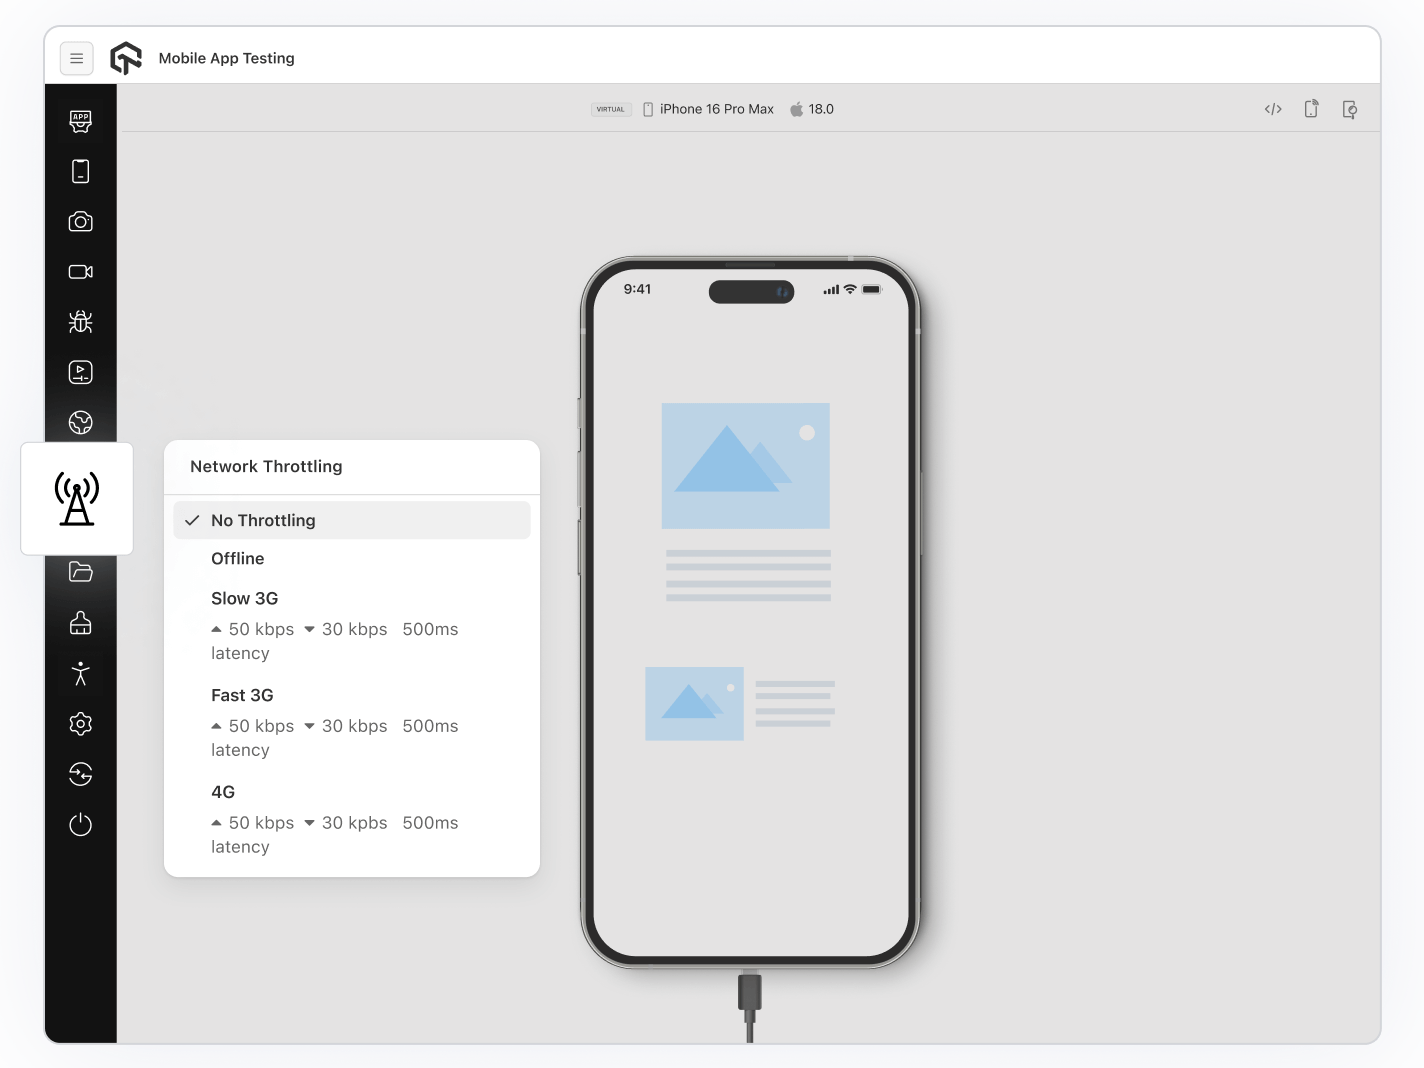 Mobile App Testing
APP
VIRTUAL iPhone 16 Pro Max 18.0
9:41
Network Throttling
No Throttling
Offline
Slow 3G
50 kbps 30 kbps 500ms
latency
Fast 3G
50 kbps 30 kbps 500ms
latency
4G
50 kbps 30 kpbs 500ms
latency